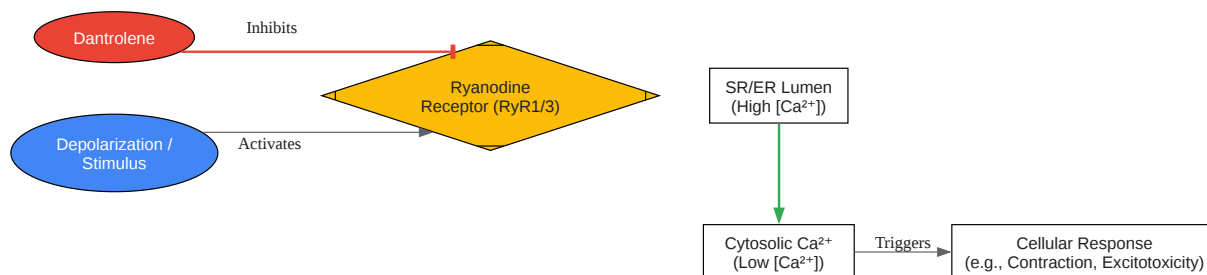 Dantrolene
Inhibits
Ryanodine
Receptor (RyR1/3)
Depolarization /
Stimulus
Activates
SR/ER Lumen
(High [Ca²⁺])
Cytosolic Ca²⁺
(Low [Ca²⁺])
Triggers
Cellular Response
(e.g., Contraction, Excitotoxicity)